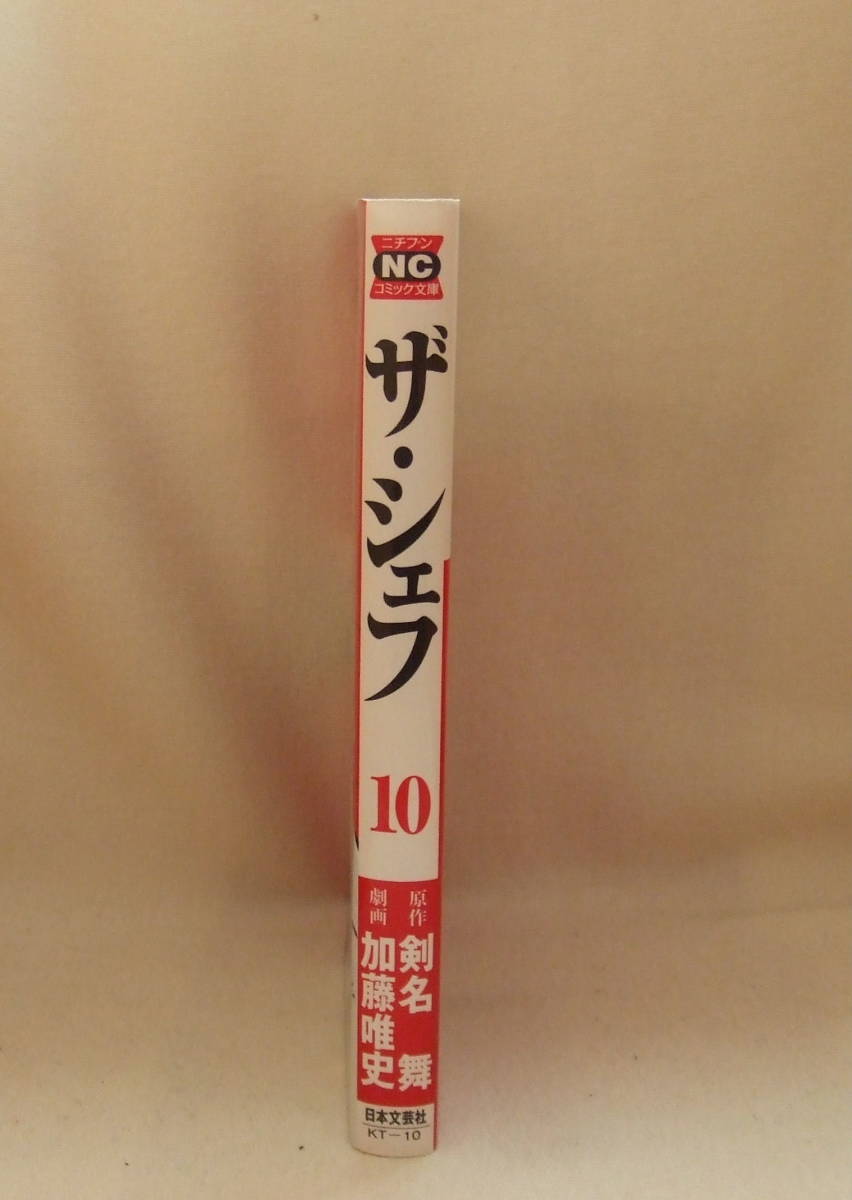 ニチブン
NC
コミック文庫
ザ・シェフ
10
原作 剣名 舞
劇画 加藤唯史
日本文芸社
KT-10